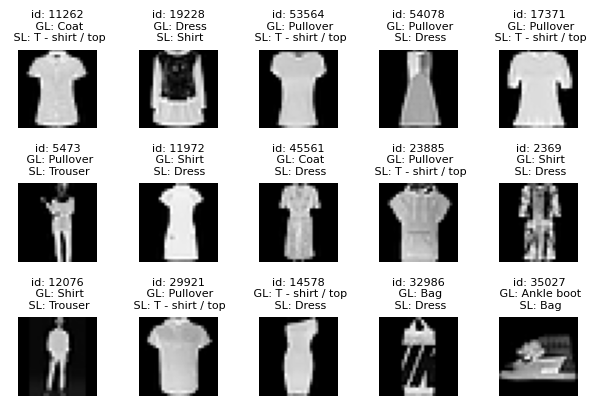 id: 11262
GL: Coat
SL: T - shirt / top
id: 19228
GL: Dress
SL: Shirt
id: 53564
GL: Pullover
SL: T - shirt / top
id: 54078
GL: Pullover
SL: Dress
id: 17371
GL: Pullover
SL: T - shirt / top
id: 5473
GL: Pullover
SL: Trouser
id: 11972
GL: Shirt
SL: Dress
id: 45561
GL: Coat
SL: Dress
id: 23885
GL: Pullover
SL: T - shirt / top
id: 2369
GL: Shirt
SL: Dress
id: 12076
GL: Shirt
SL: Trouser
id: 29921
GL: Pullover
SL: T - shirt / top
id: 14578
GL: T - shirt / top
SL: Dress
id: 32986
GL: Bag
SL: Dress
id: 35027
GL: Ankle boot
SL: Bag